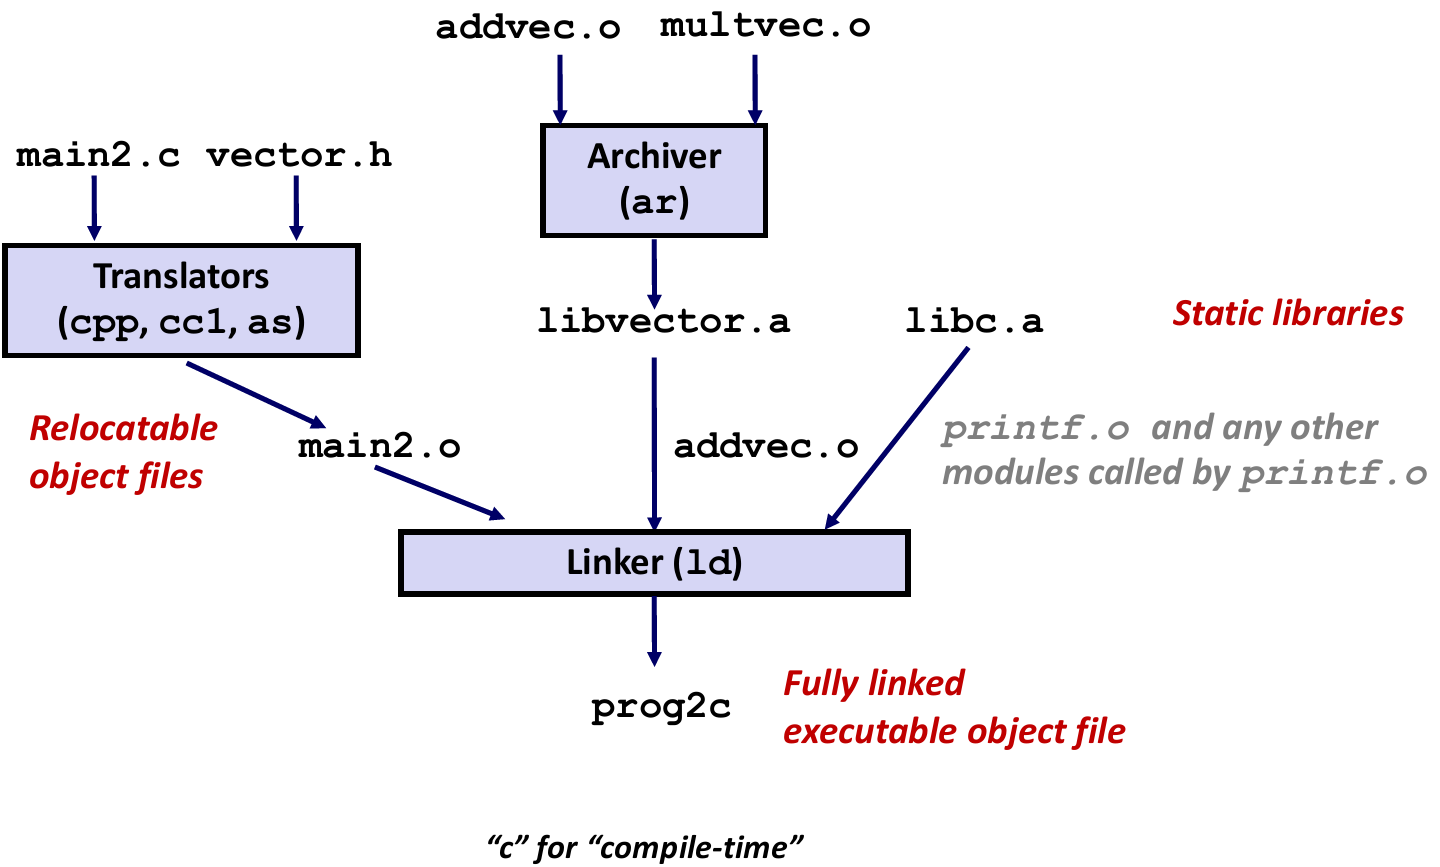 addvec.o multvec.o
Archiver
(ar)
main2.c vector.h
Translators
(cpp, cc1, as)
libvector.a
libc.a
Static libraries
Relocatable
object files
main2.o
addvec.o
printf.o and any other
modules called by printf.o
Linker (ld)
prog2c
Fully linked
executable object file
“c” for “compile-time”